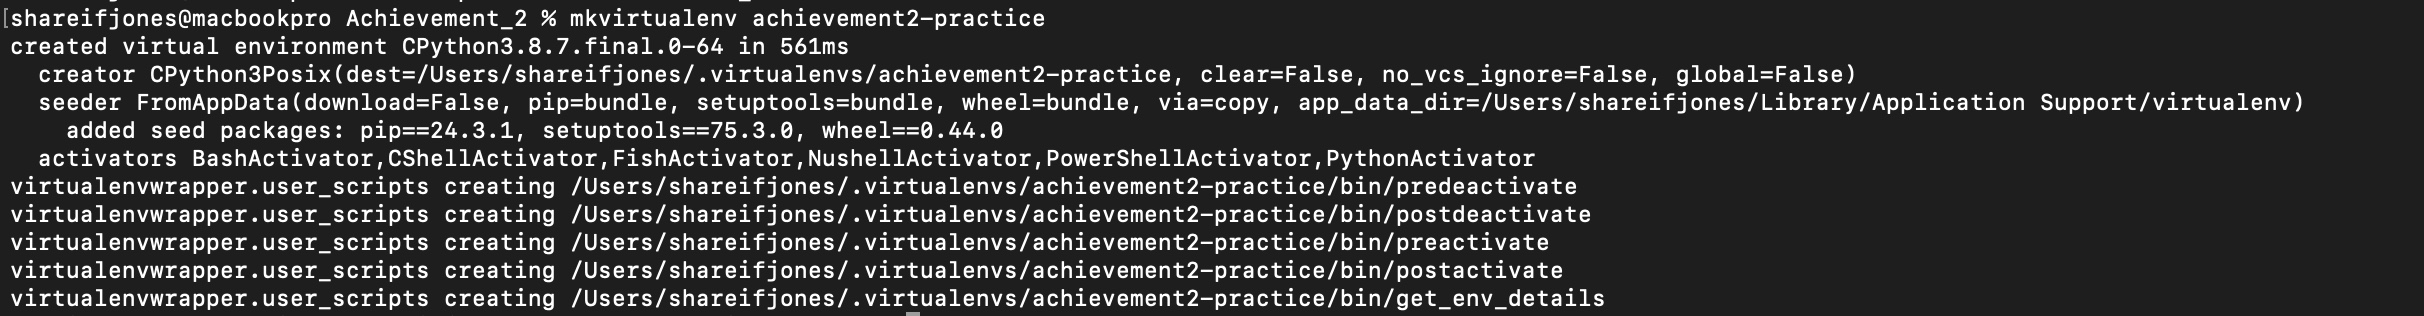 [shareifjones@macbookpro Achievement_2 % mkvirtualenv achievement2-practice
created virtual environment CPython3.8.7.final.0-64 in 561ms
  creator CPython3Posix(dest=/Users/shareifjones/.virtualenvs/achievement2-practice, clear=False, no_vcs_ignore=False, global=False)
  seeder FromAppData(download=False, pip=bundle, setuptools=bundle, wheel=bundle, via=copy, app_data_dir=/Users/shareifjones/Library/Application Support/virtualenv)
    added seed packages: pip==24.3.1, setuptools==75.3.0, wheel==0.44.0
  activators BashActivator,CShellActivator,FishActivator,NushellActivator,PowerShellActivator,PythonActivator
virtualenvwrapper.user_scripts creating /Users/shareifjones/.virtualenvs/achievement2-practice/bin/predeactivate
virtualenvwrapper.user_scripts creating /Users/shareifjones/.virtualenvs/achievement2-practice/bin/postdeactivate
virtualenvwrapper.user_scripts creating /Users/shareifjones/.virtualenvs/achievement2-practice/bin/preactivate
virtualenvwrapper.user_scripts creating /Users/shareifjones/.virtualenvs/achievement2-practice/bin/postactivate
virtualenvwrapper.user_scripts creating /Users/shareifjones/.virtualenvs/achievement2-practice/bin/get_env_details